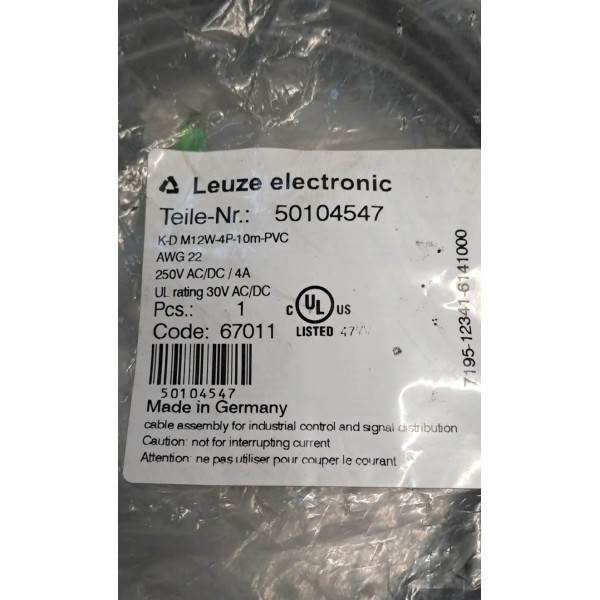 Leuze electronic
Teile-Nr.: 50104547
K-D M12W-4P-10m-PVC
AWG 22
250V AC/DC / 4A
UL rating 30V AC/DC
Pcs.: 1
Code: 67011
C UL US
LISTED
50104547
Made in Germany
cable assembly for industrial control and signal distribution
Caution: not for interrupting current
Attention: ne pas utiliser pour couper le courant
7195-12341-6141000